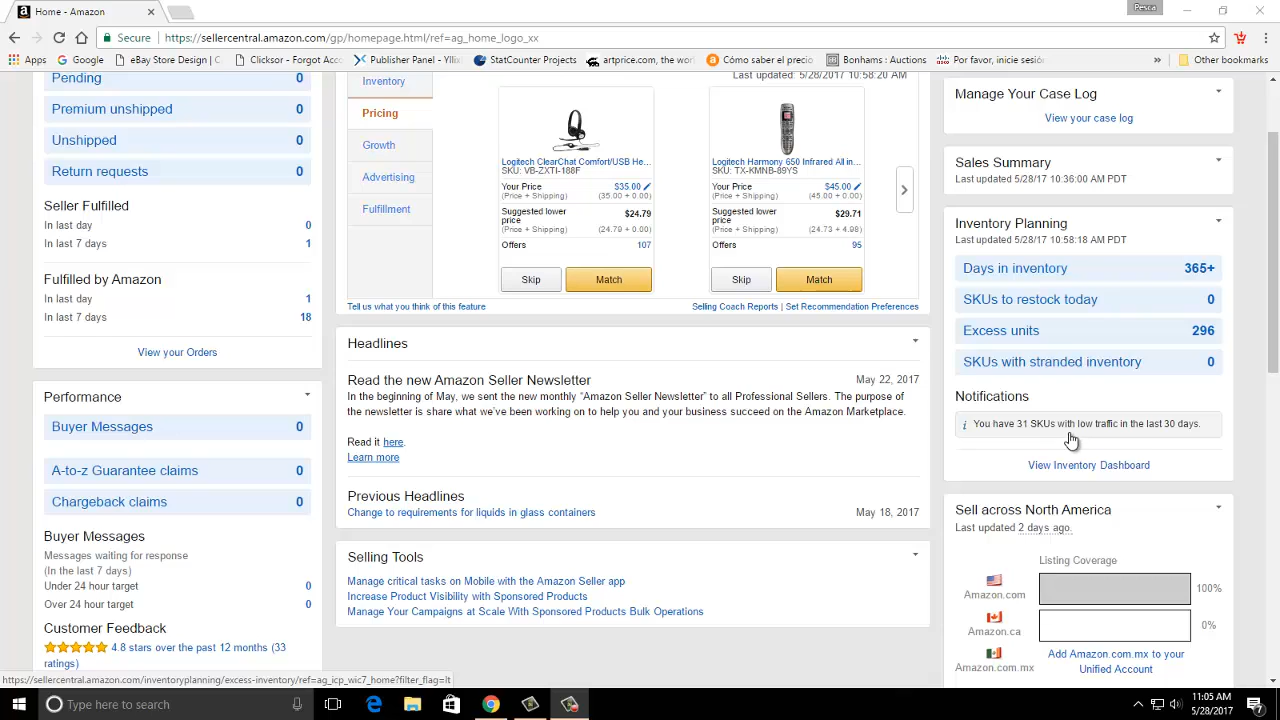 Home - Amazon
Secure
https://sellercentral.amazon.com/gp/homepage.html/ref=ag_home_logo_xx
Apps
Google
eBay Store Design | C
Clicksor - Forgot Acc
Publisher Panel - Ylli
StatCounter Projects
artprice.com, the wor
Cómo saber el precio
Bonhams : Auctions
Por favor, inicie sesió
»
Other bookmarks
Pending 0
Premium unshipped 0
Unshipped 0
Return requests 0
Seller Fulfilled
In last day 0
In last 7 days 1
Fulfilled by Amazon
In last day 1
In last 7 days 18
View your Orders
Performance
Buyer Messages 0
A-to-z Guarantee claims 0
Chargeback claims 0
Buyer Messages
Messages waiting for response
(In the last 7 days)
Under 24 hour target 0
Over 24 hour target 0
Customer Feedback
4.8 stars over the past 12 months (33
ratings)
Inventory
Pricing
Growth
Advertising
Fulfillment
Last updated: 5/28/2017 10:58:20 AM
Logitech ClearChat Comfort/USB He...
SKU: VB-ZXTI-188F
Your Price $35.00
(Price + Shipping) (35.00 + 0.00)
Suggested lower
price $24.79
(Price + Shipping) (24.79 + 0.00)
Offers 107
Skip Match
Logitech Harmony 650 Infrared All in...
SKU: TX-KMNB-89YS
Your Price $45.00
(Price + Shipping) (45.00 + 0.00)
Suggested lower
price $29.71
(Price + Shipping) (24.73 + 4.98)
Offers 95
Skip Match
Tell us what you think of this feature
Selling Coach Reports | Set Recommendation Preferences
Headlines
Read the new Amazon Seller Newsletter May 22, 2017
In the beginning of May, we sent the new monthly “Amazon Seller Newsletter” to all Professional Sellers. The purpose of
the newsletter is share what we've been working on to help you and your business succeed on the Amazon Marketplace.
Read it here.
Learn more
Previous Headlines
Change to requirements for liquids in glass containers May 18, 2017
Selling Tools
Manage critical tasks on Mobile with the Amazon Seller app
Increase Product Visibility with Sponsored Products
Manage Your Campaigns at Scale With Sponsored Products Bulk Operations
Manage Your Case Log
View your case log
Sales Summary
Last updated 5/28/17 10:36:00 AM PDT
Inventory Planning
Last updated 5/28/17 10:58:18 AM PDT
Days in inventory 365+
SKUs to restock today 0
Excess units 296
SKUs with stranded inventory 0
Notifications
i You have 31 SKUs with low traffic in the last 30 days.
View Inventory Dashboard
Sell across North America
Last updated 2 days ago.
Listing Coverage
Amazon.com 100%
Amazon.ca 0%
Amazon.com.mx
Add Amazon.com.mx to your
Unified Account
https://sellercentral.amazon.com/inventoryplanning/excess-inventory/ref=ag_icp_wic7_home?filter_flag=lt
Type here to search
11:05 AM
5/28/2017
7